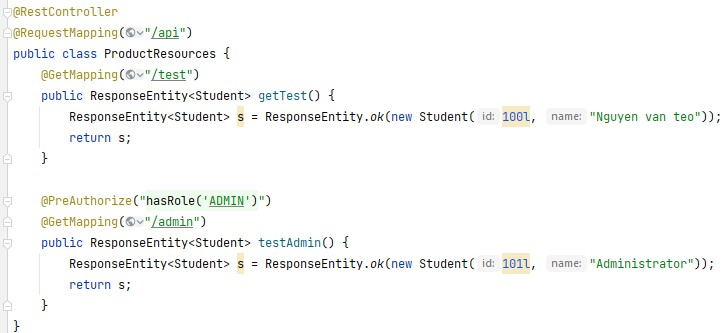 @RestController
@RequestMapping("/api")
public class ProductResources {
@GetMapping("/test")
public ResponseEntity<Student> getTest() {
ResponseEntity<Student> s = ResponseEntity.ok(new Student( id: 100l, name: "Nguyen van teo"));
return s;
}
@PreAuthorize("hasRole('ADMIN')")
@GetMapping("/admin")
public ResponseEntity<Student> testAdmin() {
ResponseEntity<Student> s = ResponseEntity.ok(new Student( id: 101l, name: "Administrator"));
return s;
}
}